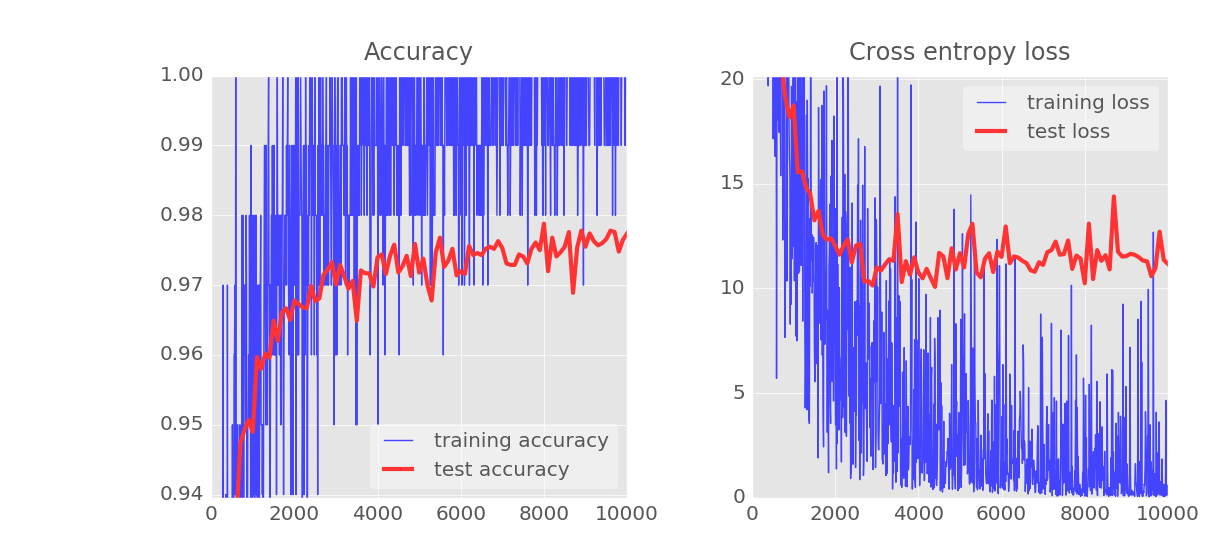 Accuracy
1.00
0.99
0.98
0.97
0.96
0.95
0.94
training accuracy
test accuracy
0 2000 4000 6000 8000 10000
Cross entropy loss
20
15
10
5
0
training loss
test loss
0 2000 4000 6000 8000 10000